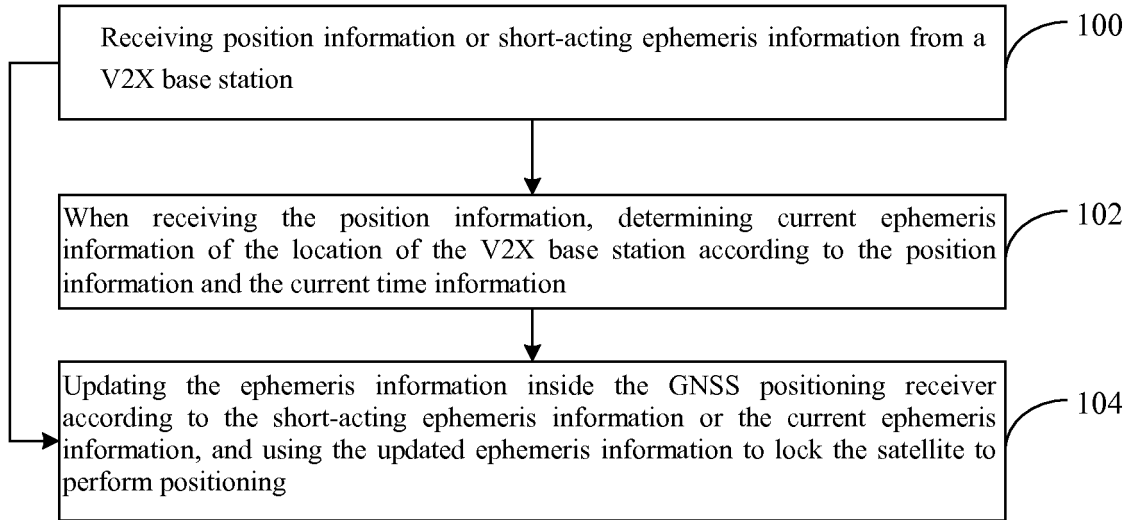 Receiving position information or short-acting ephemeris information from a
V2X base station
100
When receiving the position information, determining current ephemeris
information of the location of the V2X base station according to the position
information and the current time information
102
Updating the ephemeris information inside the GNSS positioning receiver
according to the short-acting ephemeris information or the current ephemeris
information, and using the updated ephemeris information to lock the satellite to
perform positioning
104